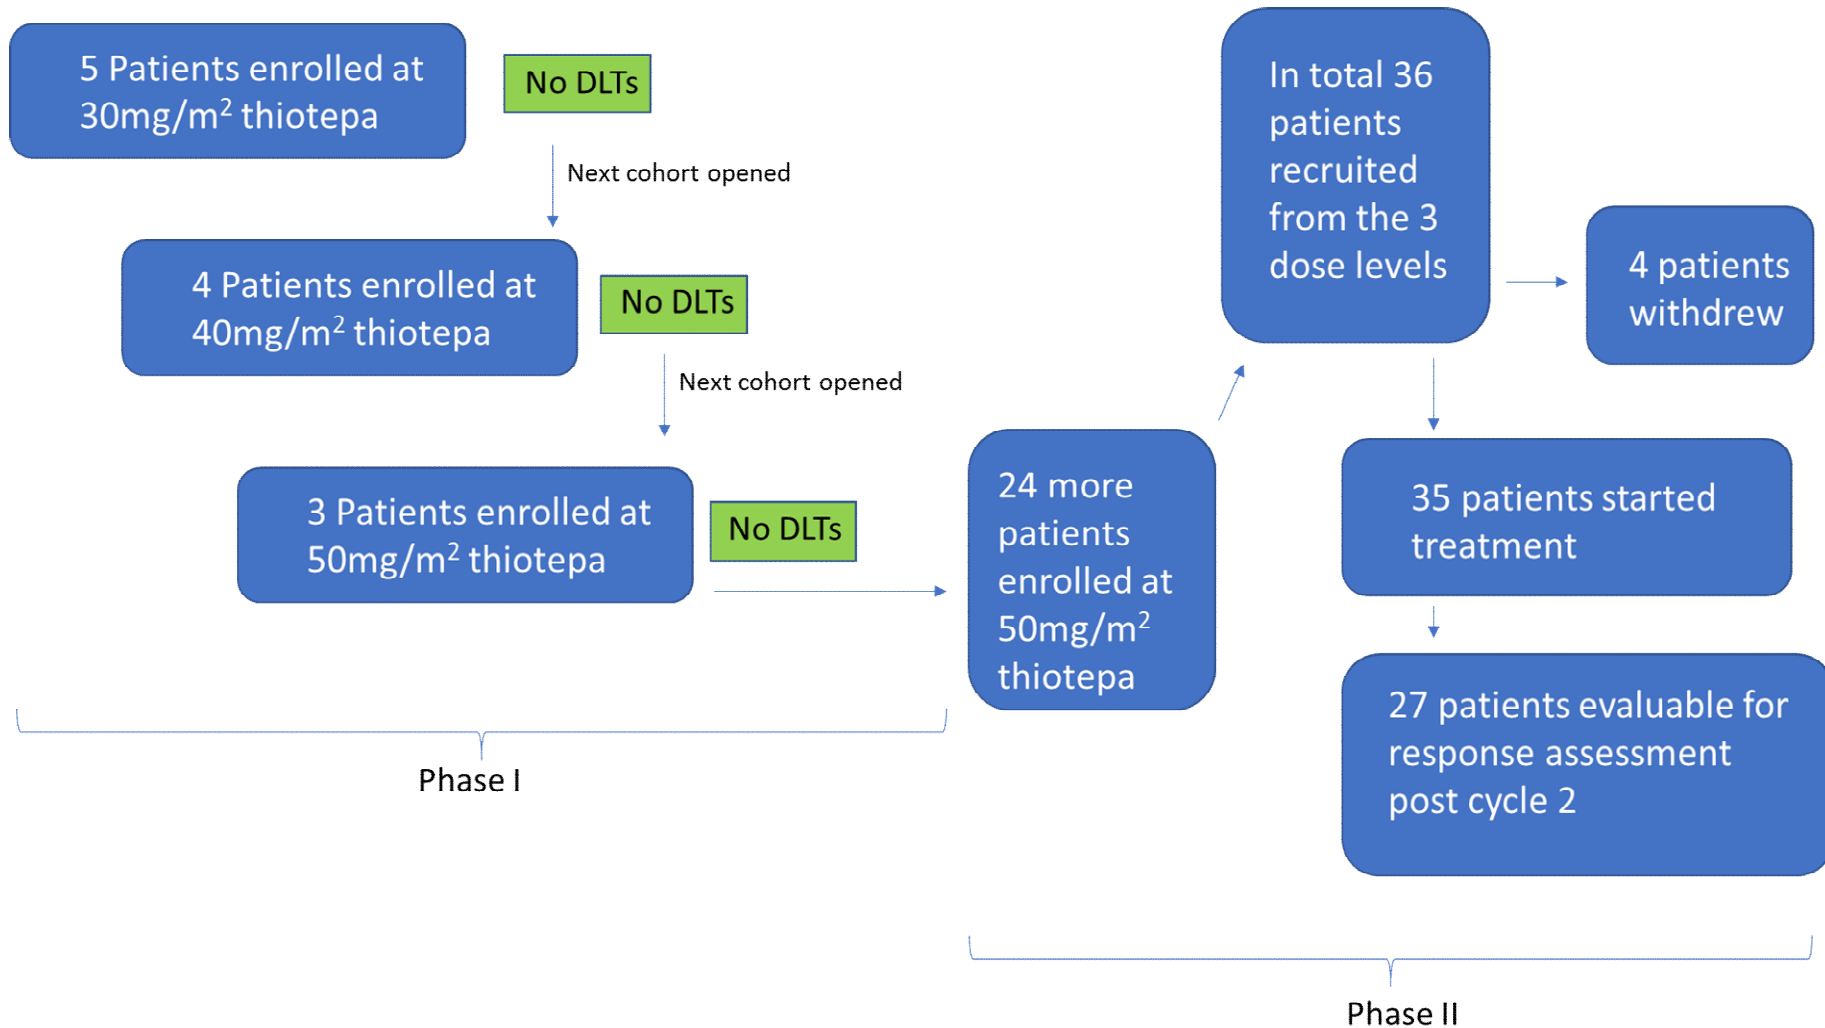 5 Patients enrolled at
30mg/m² thiotepa
No DLTs
Next cohort opened
4 Patients enrolled at
40mg/m² thiotepa
No DLTs
Next cohort opened
3 Patients enrolled at
50mg/m² thiotepa
No DLTs
Phase I
24 more
patients
enrolled at
50mg/m²
thiotepa
In total 36
patients
recruited
from the 3
dose levels
4 patients
withdrew
35 patients started
treatment
27 patients evaluable for
response assessment
post cycle 2
Phase II